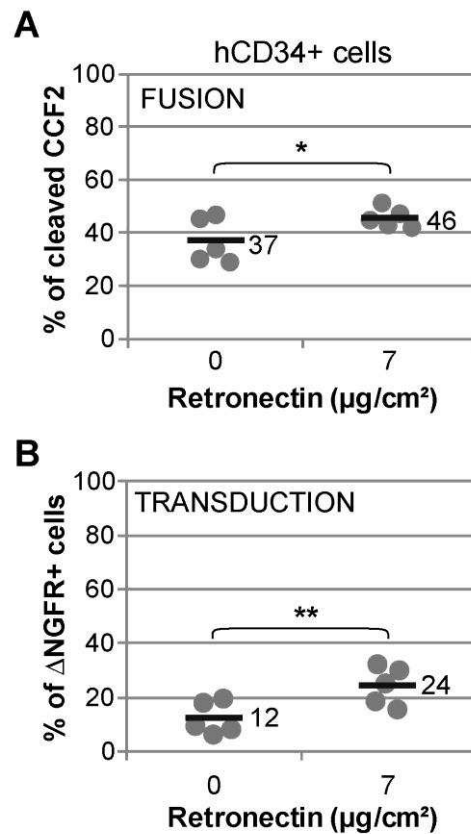 A
hCD34+ cells
100
FUSION
80
*
60
46
40
37
20
0
0 7
Retronectin (µg/cm²)
% of cleaved CCF2
B
100
TRANSDUCTION
80
60
**
40
24
20
12
0
0 7
Retronectin (µg/cm²)
% of ΔNGFR+ cells